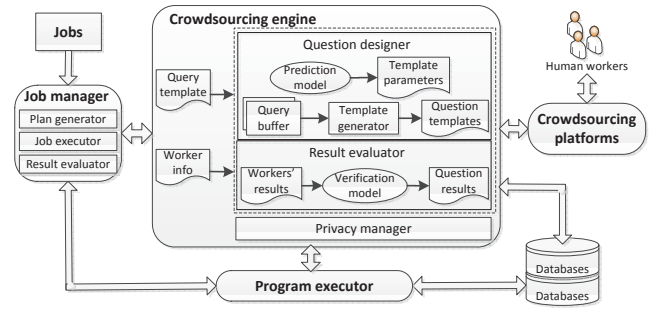 Jobs
Job manager
Plan generator
Job executor
Result evaluator
Crowdsourcing engine
Query
template
Worker
info
Question designer
Prediction
model
Template
parameters
Query
buffer
Template
generator
Question
templates
Result evaluator
Workers'
results
Verification
model
Question
results
Privacy manager
Human workers
Crowdsourcing
platforms
Program executor
Databases
Databases